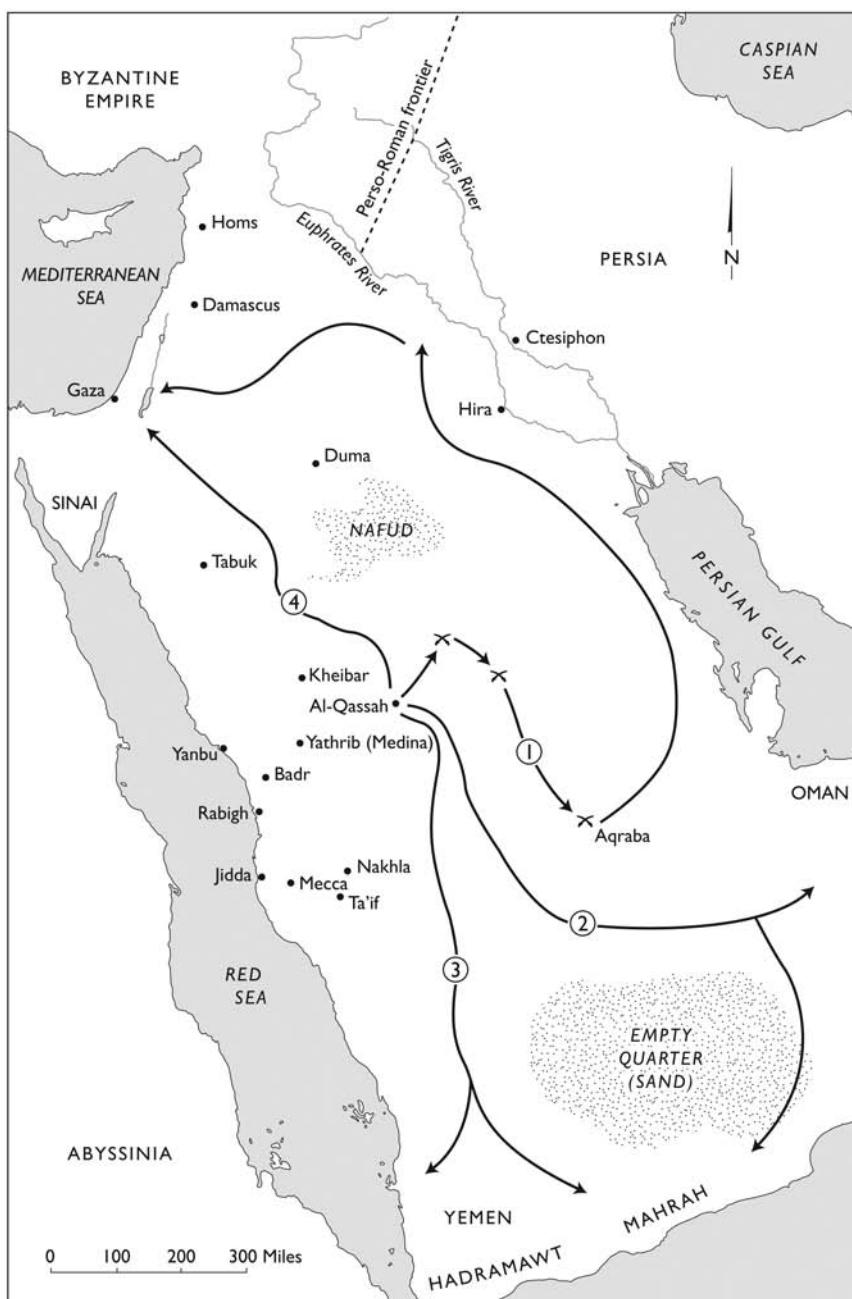 BYZANTINE
EMPIRE
CASPIAN
SEA
Perso-Roman frontier
Tigris River
Euphrates River
N
PERSIA
Homs
MEDITERRANEAN
SEA
Damascus
Ctesiphon
Gaza
Hira
Duma
SINAI
NAFUD
Tabuk
PERSIAN GULF
4
Kheibar
Al-Qassah
Yathrib (Medina)
Yanbu
1
Badr
OMAN
Rabigh
Aqraba
Nakhla
Jidda
Mecca
Ta'if
2
3
RED
SEA
EMPTY
QUARTER
(SAND)
ABYSSINIA
YEMEN
MAHRAH
HADRAMAWT
0 100 200 300 Miles